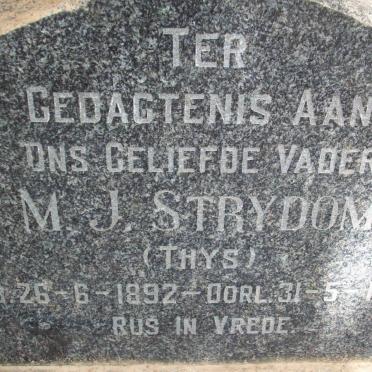 TER
GEDAGTENIS AAN
ONS GELIEFDE VADER
M. J. STRYDOM
(THYS)
26-6-1892-OORL. 31-5-
RUS IN VREDE